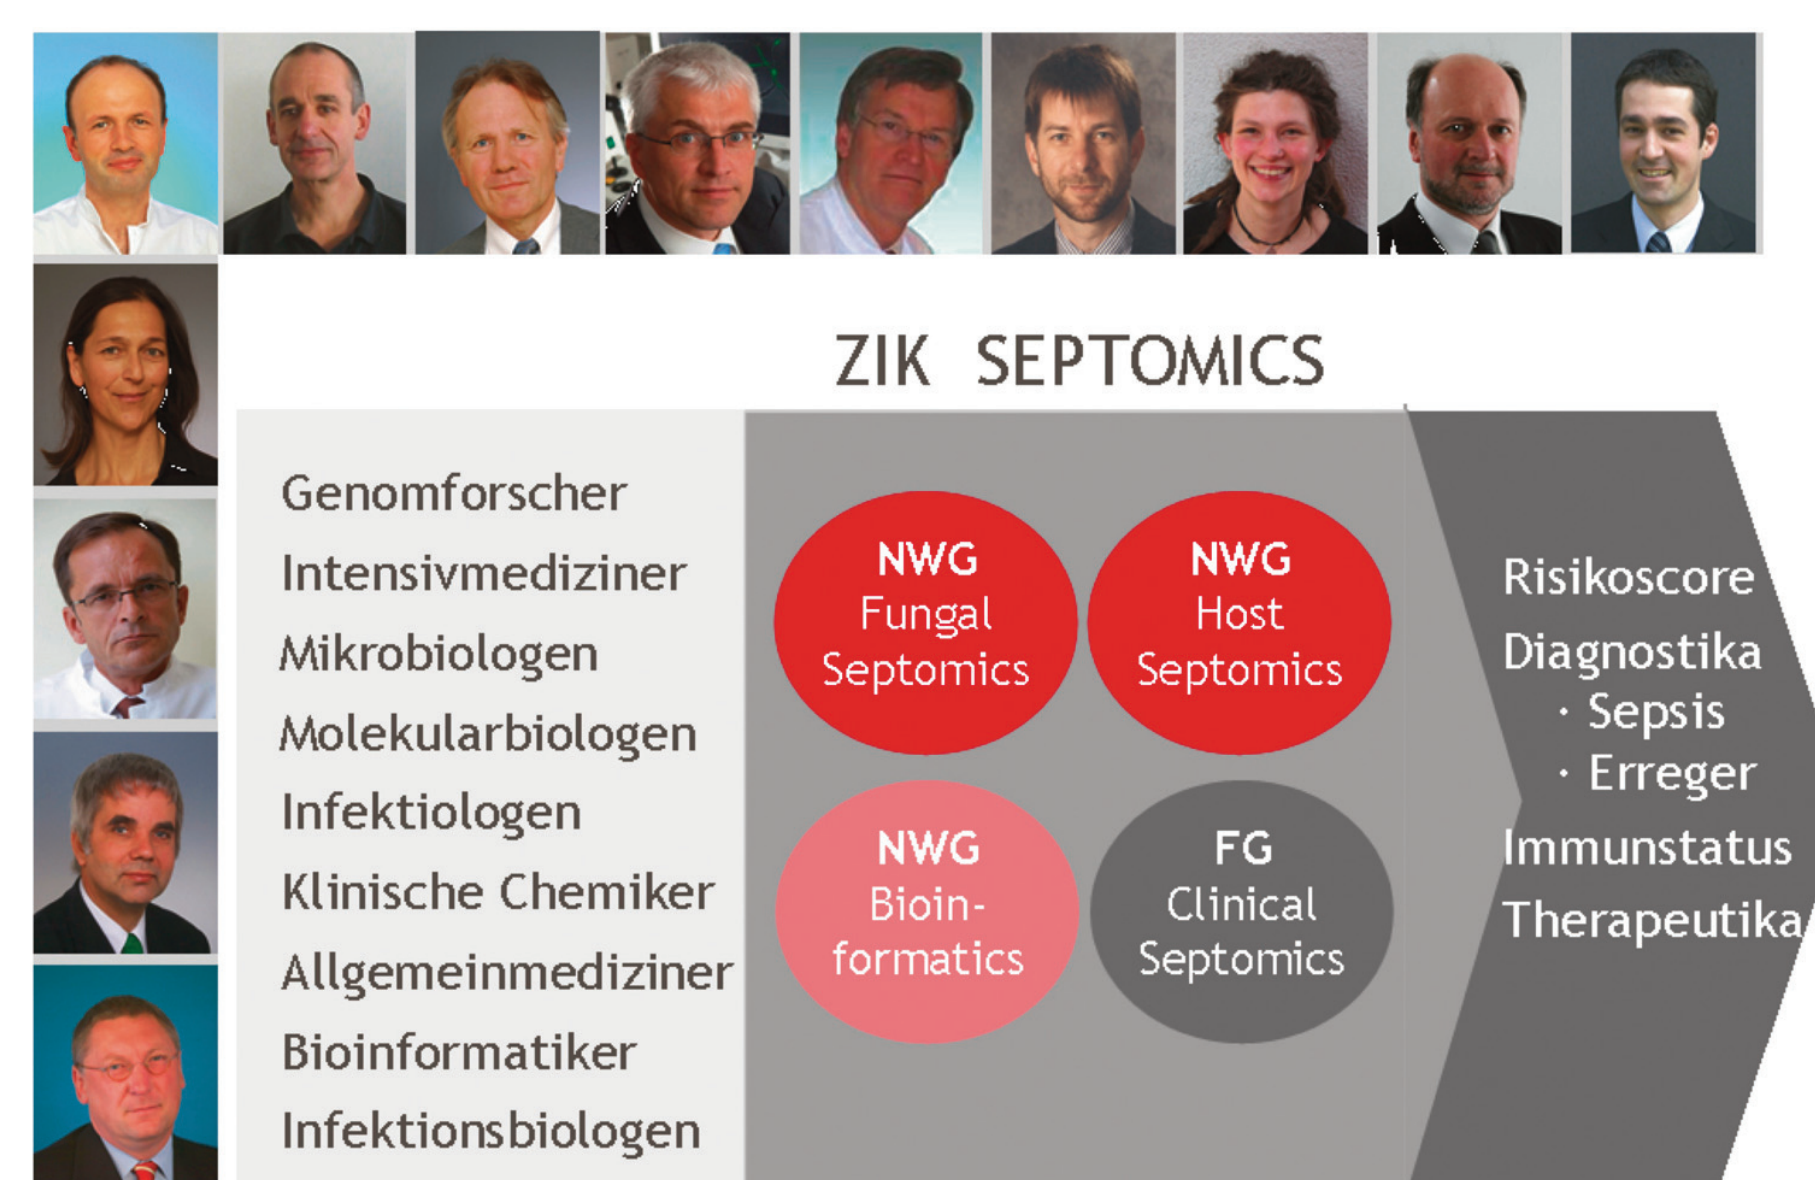 ZIK SEPTOMICS
Genomforscher
Intensivmediziner
Mikrobiologen
Molekularbiologen
Infektiologen
Klinische Chemiker
Allgemeinmediziner
Bioinformatiker
Infektionsbiologen
NWG
Fungal
Septomics
NWG
Host
Septomics
NWG
Bioin-
formatics
FG
Clinical
Septomics
Risikoscore
Diagnostika
· Sepsis
· Erreger
Immunstatus
Therapeutika